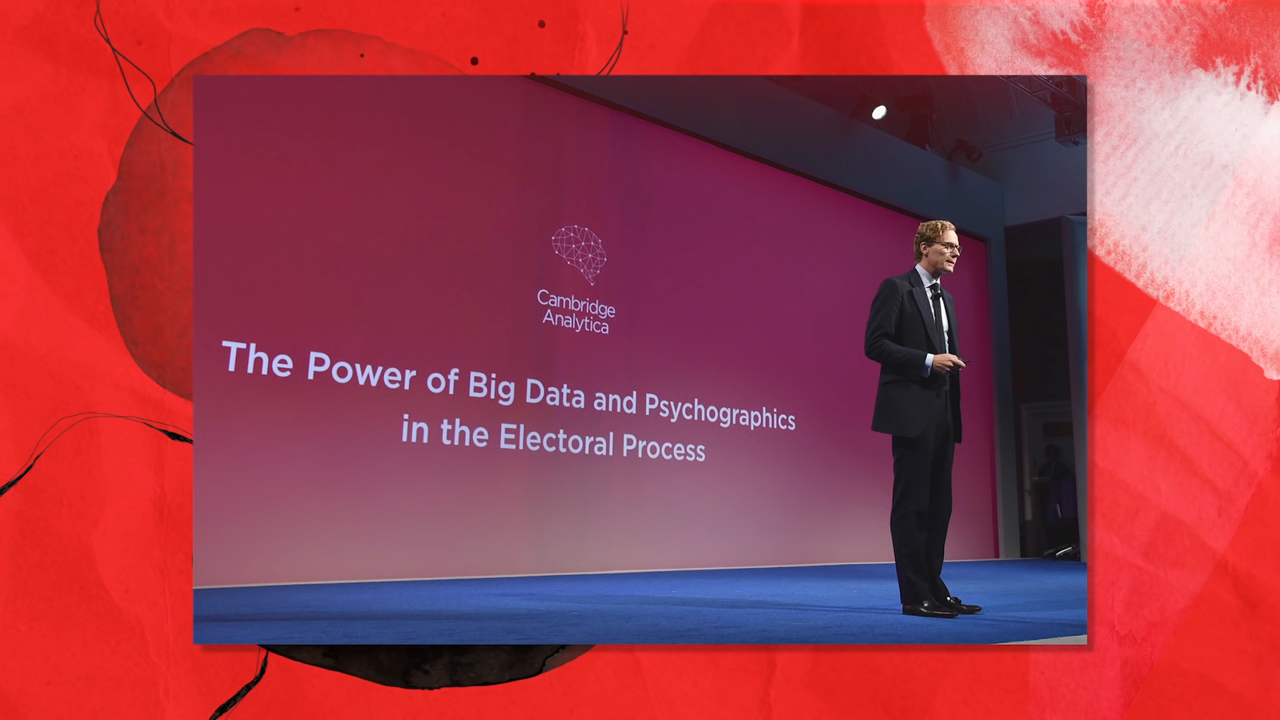 Cambridge
Analytica
The Power of Big Data and Psychographics
in the Electoral Process